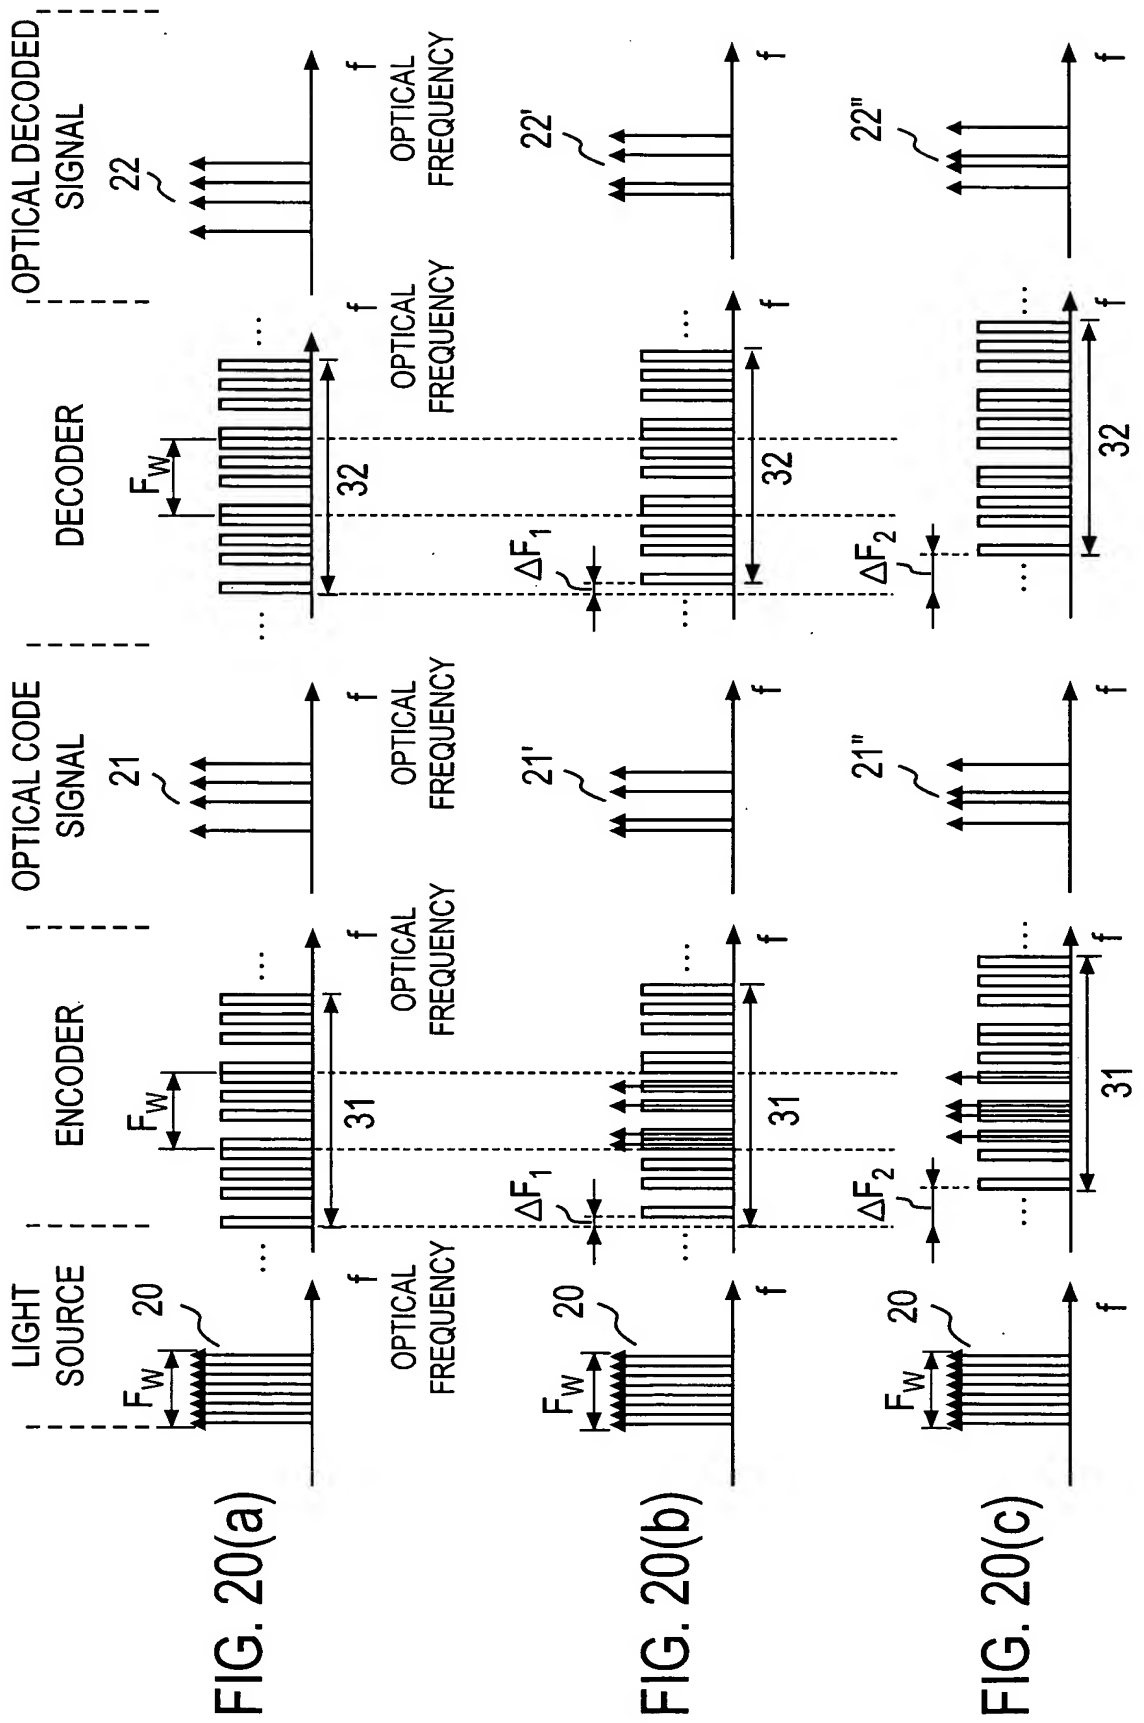 LIGHT SOURCE
ENCODER
OPTICAL CODE SIGNAL
DECODER
OPTICAL DECODED SIGNAL
FIG. 20(a)
FW
20
f
OPTICAL FREQUENCY
...
FW
...
31
f
OPTICAL FREQUENCY
21
f
OPTICAL FREQUENCY
...
FW
...
32
f
OPTICAL FREQUENCY
22
f
OPTICAL FREQUENCY
FIG. 20(b)
FW
20
f
ΔF1
...
...
31
f
21'
f
ΔF1
...
...
32
f
22'
f
FIG. 20(c)
FW
20
f
ΔF2
...
...
31
f
21"
f
ΔF2
...
...
32
f
22"
f